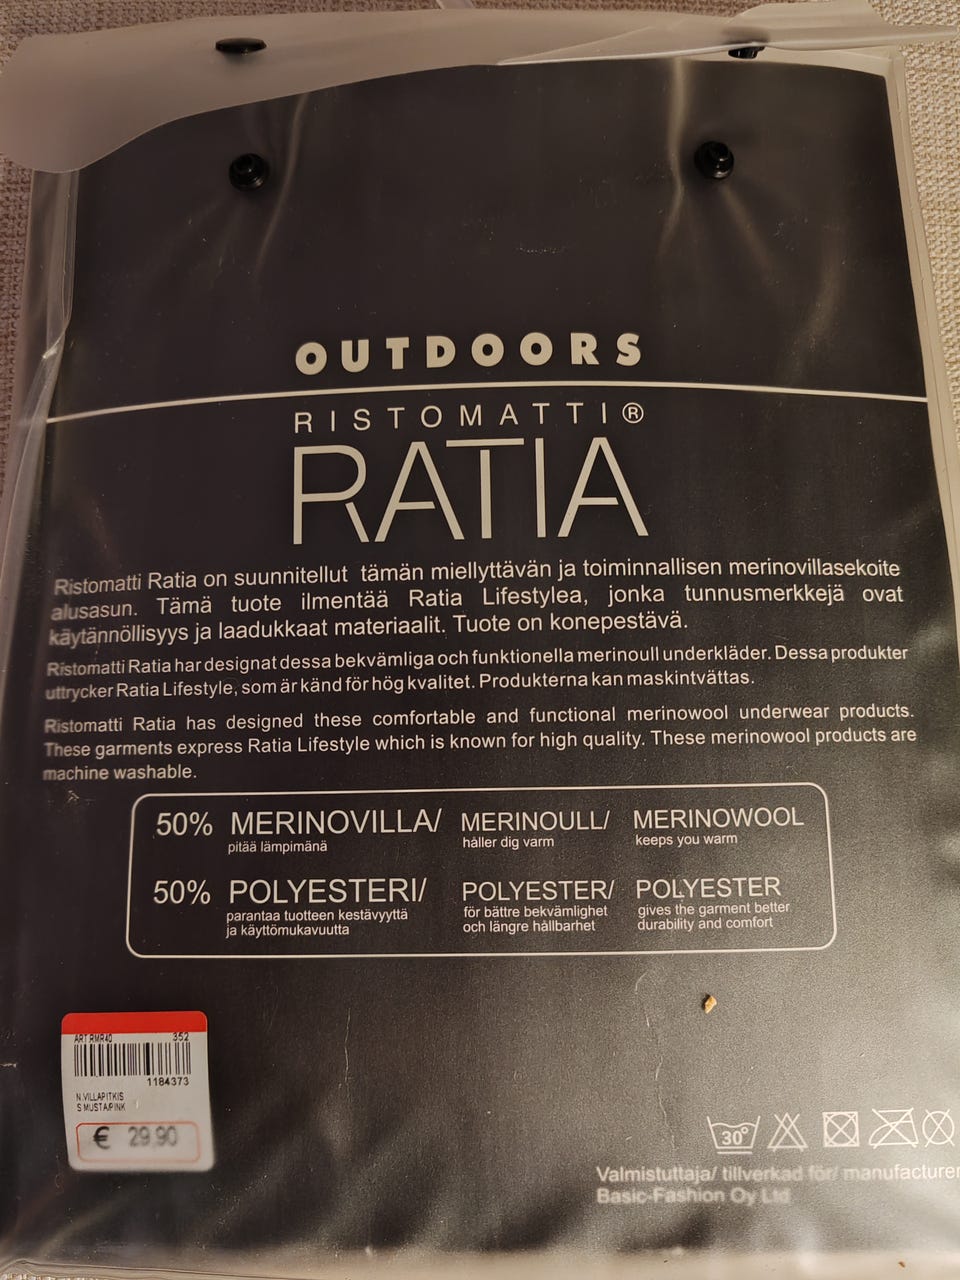 OUTDOORS
RISTOMATTI®
RATIA
Ristomatti Ratia on suunnitellut tämän miellyttävän ja toiminnallisen merinovillasekoite
alusasun. Tämä tuote ilmentää Ratia Lifestylea, jonka tunnusmerkkejä ovat
käytännöllisyys ja laadukkaat materiaalit. Tuote on konepestävä.
Ristomatti Ratia har designat dessa bekvämliga och funktionella merinoull underkläder. Dessa produkter
uttrycker Ratia Lifestyle, som är känd för hög kvalitet. Produkterna kan maskintvättas.
Ristomatti Ratia has designed these comfortable and functional merinowool underwear products.
These garments express Ratia Lifestyle which is known for high quality. These merinowool products are
machine washable.
50% MERINOVILLA/ MERINOULL/ MERINOWOOL
pitää lämpimänä håller dig varm keeps you warm
50% POLYESTERI/ POLYESTER/ POLYESTER
parantaa tuotteen kestävyyttä för bättre bekvämlighet gives the garment better
ja käyttömukavuutta och längre hållbarhet durability and comfort
ART.RMR40 352
1184373
N.VILLAPITKIS
S MUSTA/PINK
€ 29,90
30°
Valmistuttaja/ tillverkad för/ manufacturer
Basic-Fashion Oy Ltd